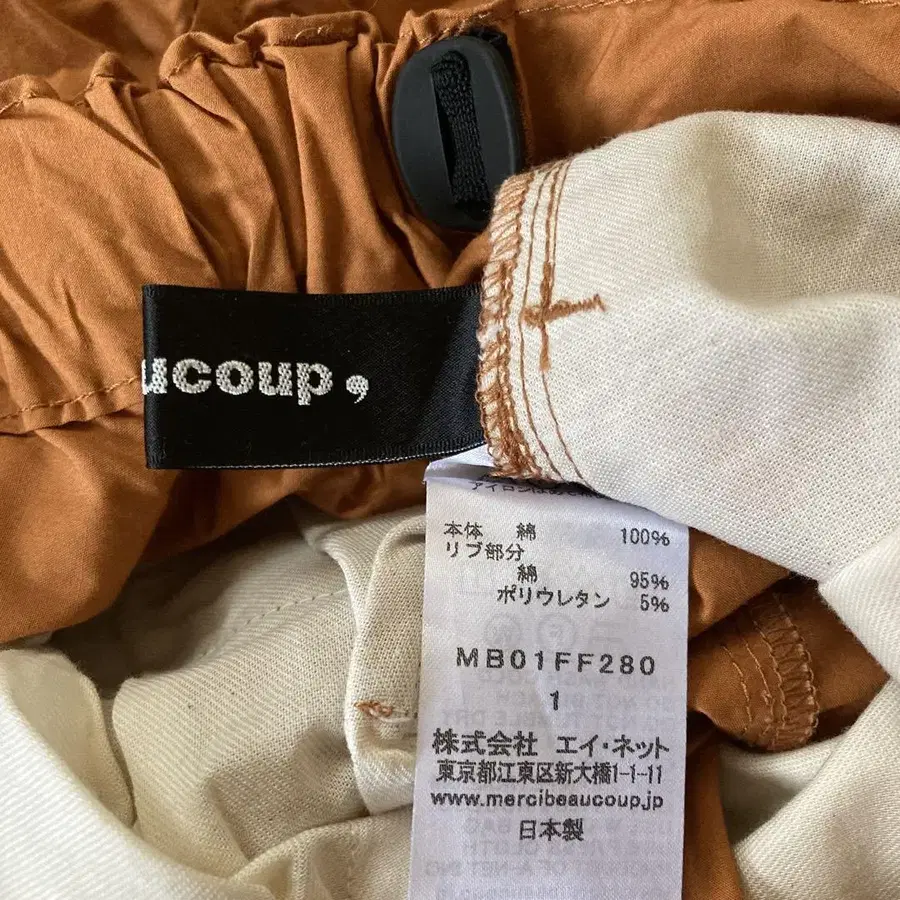 ucoup,
本体 綿 100%
リブ部分
綿 95%
ポリウレタン 5%
MB01FF280
1
株式会社 エイ・ネット
東京都江東区新大橋1-1-11
www.mercibeaucoup.jp
日本製